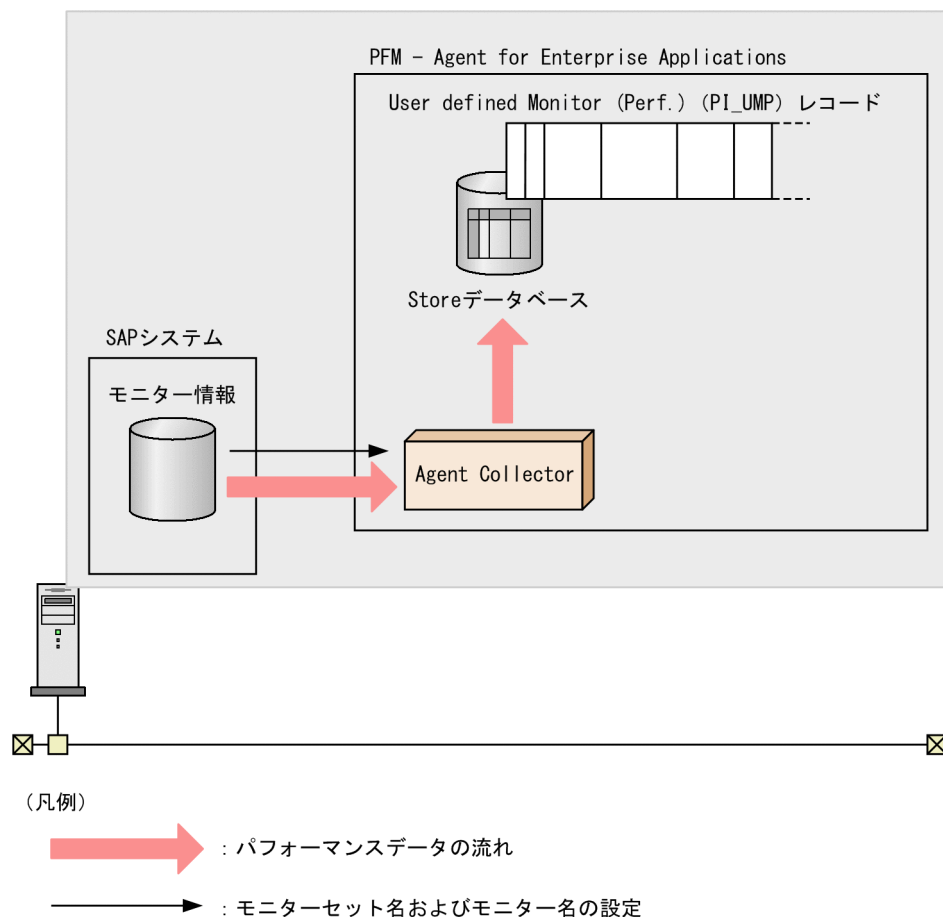 PFM - Agent for Enterprise Applications
User defined Monitor (Perf.) (PI_UMP) レコード
Storeデータベース
SAPシステム
モニター情報
Agent Collector
(凡例)
：パフォーマンスデータの流れ
：モニターセット名およびモニター名の設定